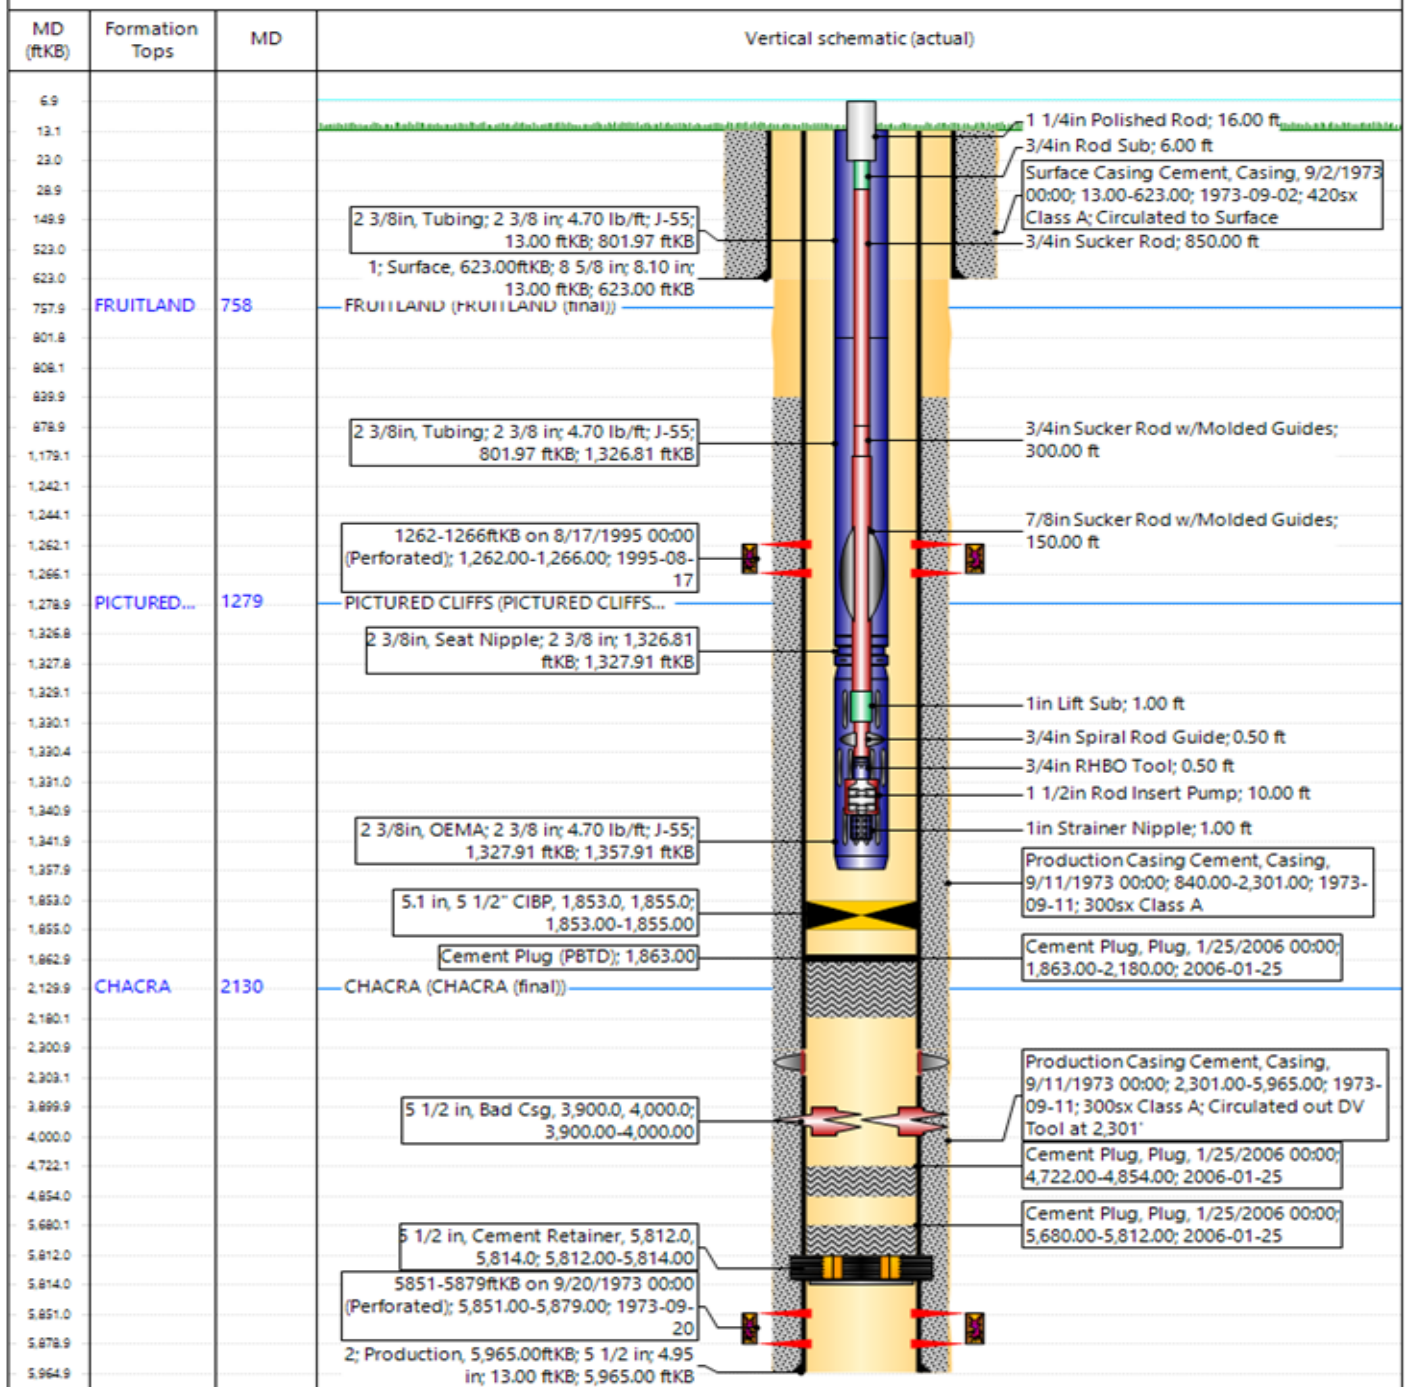 MD
(ftKB)
Formation
Tops
MD
Vertical schematic (actual)
6.9
13.1
23.0
28.9
149.9
523.0
623.0
757.9
801.8
808.1
839.9
878.9
1,179.1
1,242.1
1,244.1
1,262.1
1,266.1
1,278.9
1,326.8
1,327.8
1,329.1
1,330.1
1,330.4
1,331.0
1,340.9
1,341.9
1,357.9
1,853.0
1,855.0
1,862.9
2,129.9
2,180.1
2,300.9
2,303.1
3,899.9
4,000.0
4,722.1
4,854.0
5,680.1
5,812.0
5,814.0
5,851.0
5,878.9
5,964.9
FRUITLAND
758
PICTURED...
1279
CHACRA
2130
2 3/8in, Tubing; 2 3/8 in; 4.70 lb/ft; J-55;
13.00 ftKB; 801.97 ftKB
1; Surface, 623.00ftKB; 8 5/8 in; 8.10 in;
13.00 ftKB; 623.00 ftKB
FRUITLAND (FRUITLAND (final))
2 3/8in, Tubing; 2 3/8 in; 4.70 lb/ft; J-55;
801.97 ftKB; 1,326.81 ftKB
1262-1266ftKB on 8/17/1995 00:00
(Perforated); 1,262.00-1,266.00; 1995-08-
17
PICTURED CLIFFS (PICTURED CLIFFS...
2 3/8in, Seat Nipple; 2 3/8 in; 1,326.81
ftKB; 1,327.91 ftKB
2 3/8in, OEMA; 2 3/8 in; 4.70 lb/ft; J-55;
1,327.91 ftKB; 1,357.91 ftKB
5.1 in, 5 1/2" CIBP, 1,853.0, 1,855.0;
1,853.00-1,855.00
Cement Plug (PBTD); 1,863.00
CHACRA (CHACRA (final))
5 1/2 in, Bad Csg, 3,900.0, 4,000.0;
3,900.00-4,000.00
5 1/2 in, Cement Retainer, 5,812.0,
5,814.0; 5,812.00-5,814.00
5851-5879ftKB on 9/20/1973 00:00
(Perforated); 5,851.00-5,879.00; 1973-09-
20
2; Production, 5,965.00ftKB; 5 1/2 in; 4.95
in; 13.00 ftKB; 5,965.00 ftKB
1 1/4in Polished Rod; 16.00 ft
3/4in Rod Sub; 6.00 ft
Surface Casing Cement, Casing, 9/2/1973
00:00; 13.00-623.00; 1973-09-02; 420sx
Class A; Circulated to Surface
3/4in Sucker Rod; 850.00 ft
3/4in Sucker Rod w/Molded Guides;
300.00 ft
7/8in Sucker Rod w/Molded Guides;
150.00 ft
1in Lift Sub; 1.00 ft
3/4in Spiral Rod Guide; 0.50 ft
3/4in RHBO Tool; 0.50 ft
1 1/2in Rod Insert Pump; 10.00 ft
1in Strainer Nipple; 1.00 ft
Production Casing Cement, Casing,
9/11/1973 00:00; 840.00-2,301.00; 1973-
09-11; 300sx Class A
Cement Plug, Plug, 1/25/2006 00:00;
1,863.00-2,180.00; 2006-01-25
Production Casing Cement, Casing,
9/11/1973 00:00; 2,301.00-5,965.00; 1973-
09-11; 300sx Class A; Circulated out DV
Tool at 2,301'
Cement Plug, Plug, 1/25/2006 00:00;
4,722.00-4,854.00; 2006-01-25
Cement Plug, Plug, 1/25/2006 00:00;
5,680.00-5,812.00; 2006-01-25